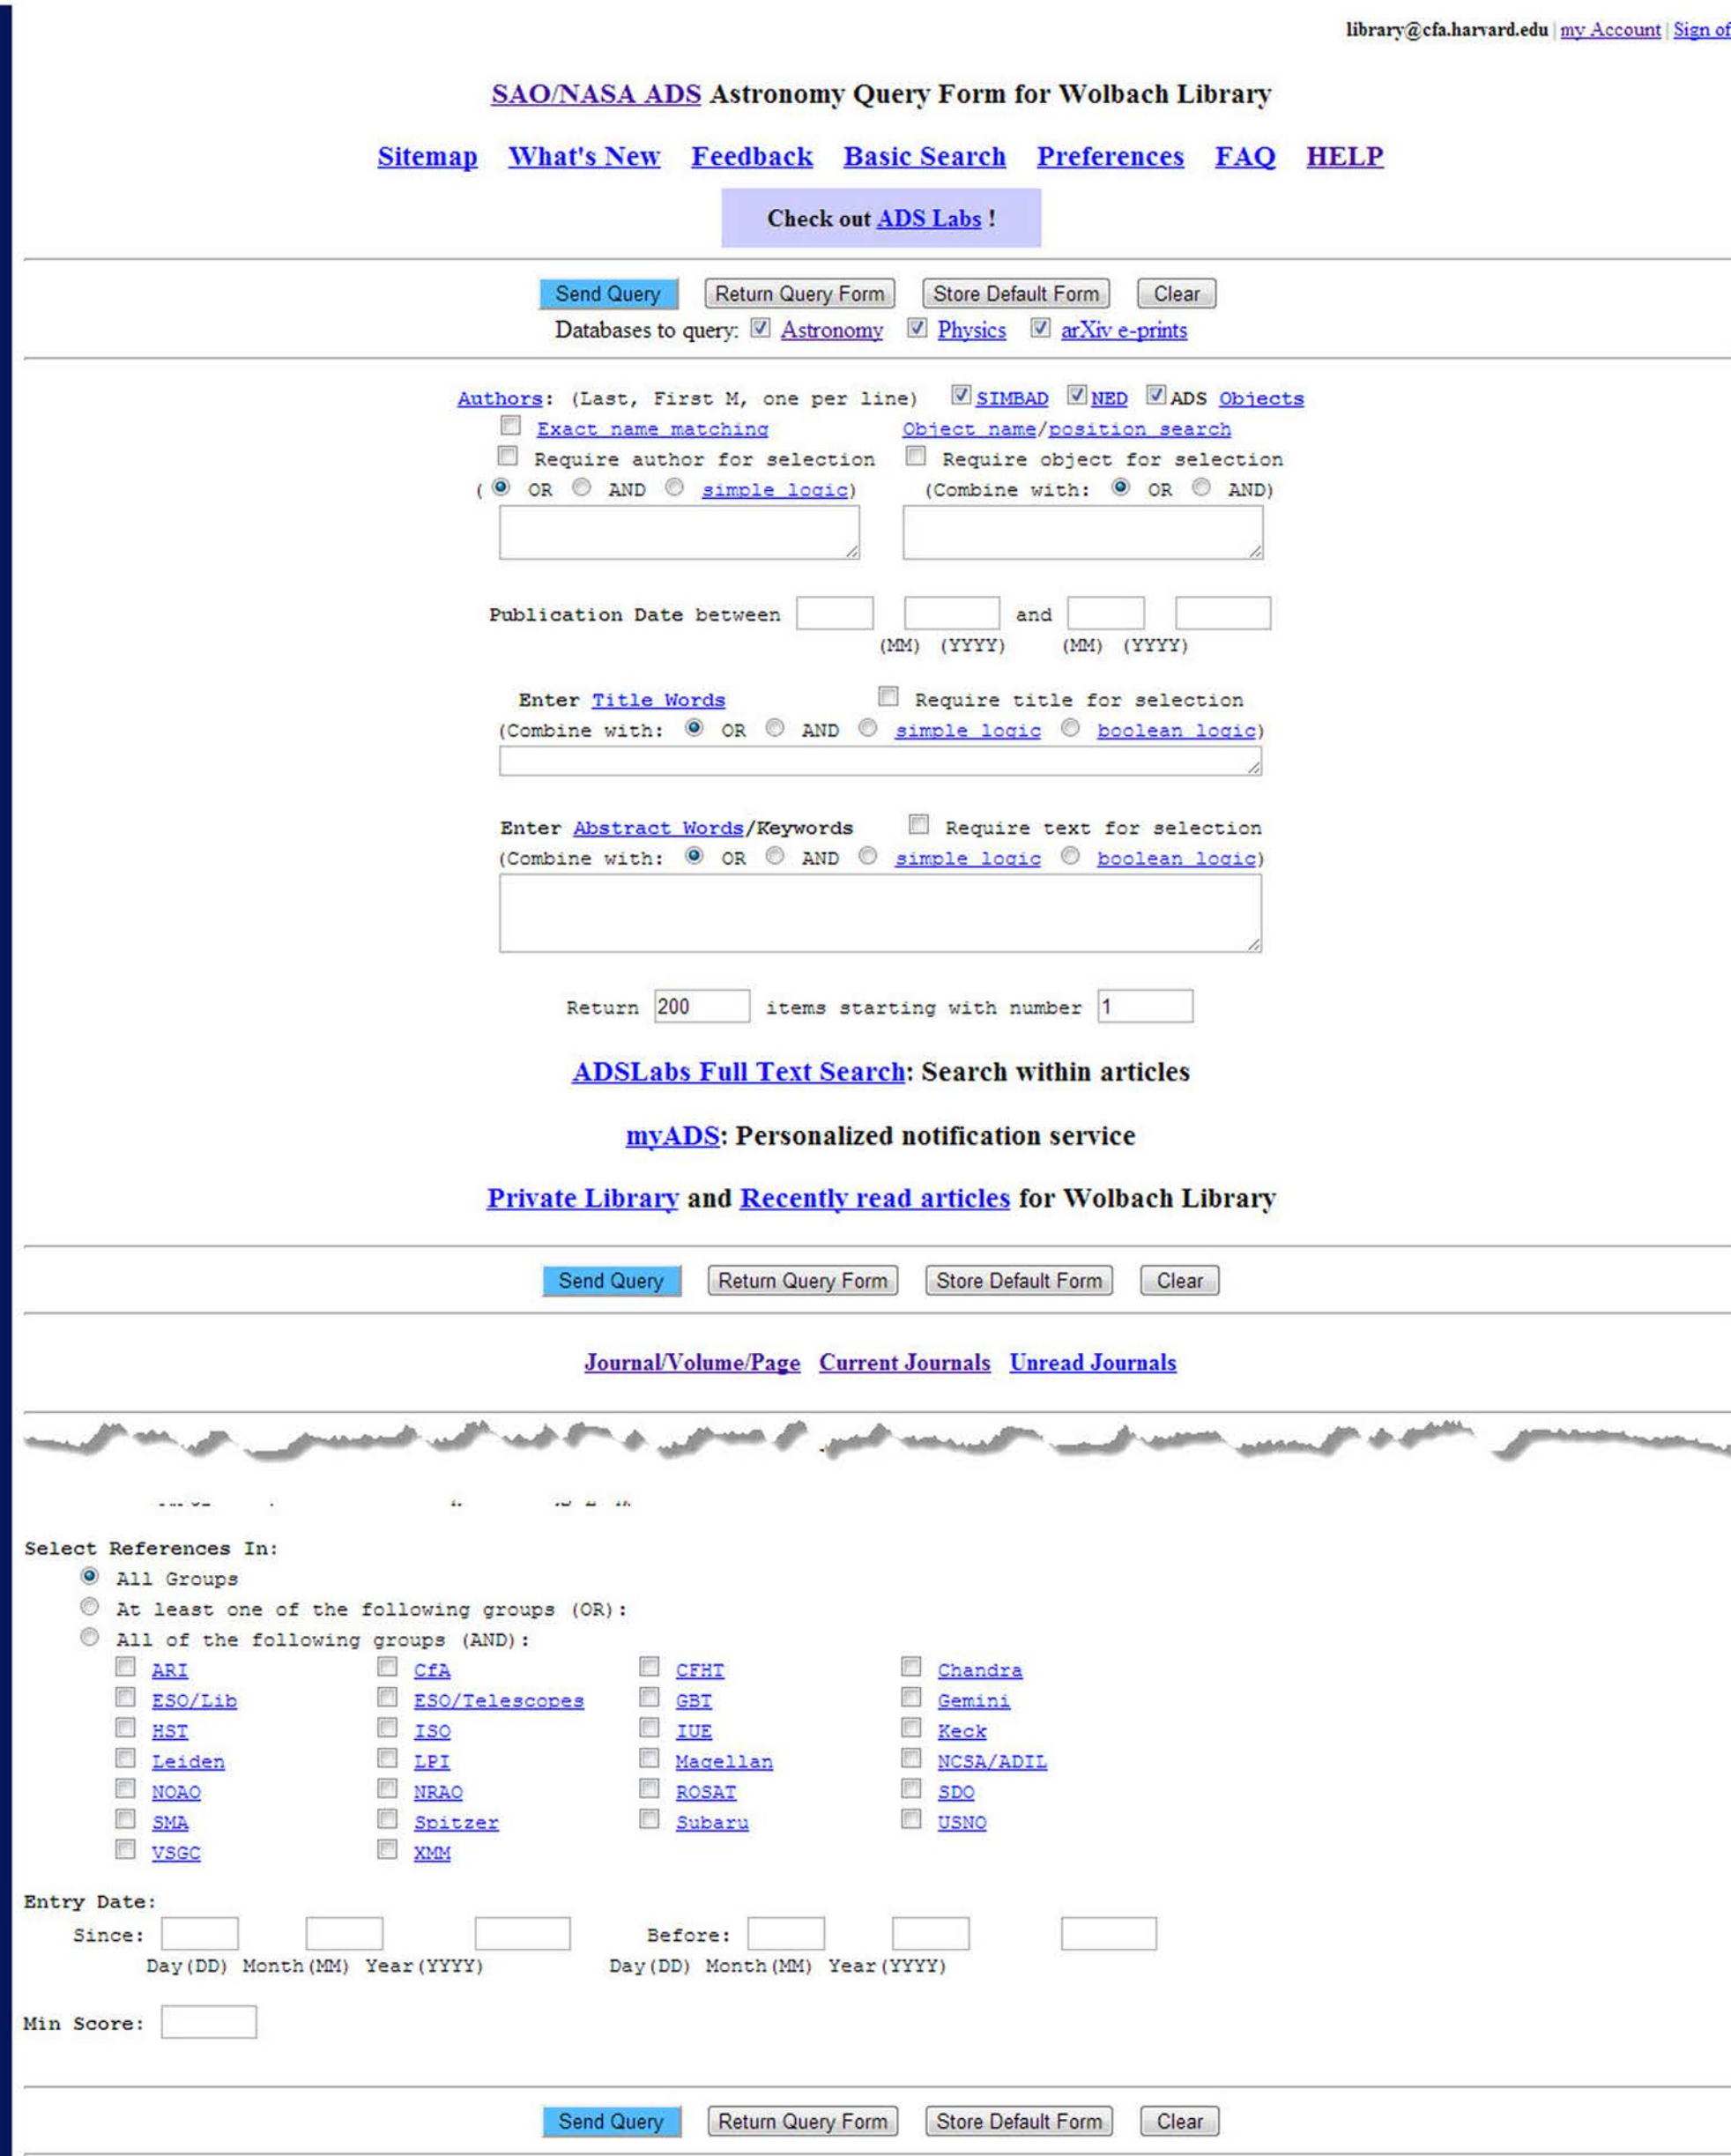 library@cfa.harvard.edu | my Account | Sign of
SAO/NASA ADS Astronomy Query Form for Wolbach Library
Sitemap What's New Feedback Basic Search Preferences FAQ HELP
Check out ADS Labs !
Send Query Return Query Form Store Default Form Clear
Databases to query: Astronomy Physics arXiv e-prints
Authors: (Last, First M, one per line) SIMBAD NED ADS Objects
Exact name matching Object name/position search
Require author for selection Require object for selection
( OR AND simple logic) (Combine with: OR AND)
Publication Date between and
(MM) (YYYY) (MM) (YYYY)
Enter Title Words Require title for selection
(Combine with: OR AND simple logic boolean logic)
Enter Abstract Words/Keywords Require text for selection
(Combine with: OR AND simple logic boolean logic)
Return 200 items starting with number 1
ADSLabs Full Text Search: Search within articles
myADS: Personalized notification service
Private Library and Recently read articles for Wolbach Library
Send Query Return Query Form Store Default Form Clear
Journal/Volume/Page Current Journals Unread Journals
Select References In:
All Groups
At least one of the following groups (OR):
All of the following groups (AND):
ARI CfA CFHT Chandra
ESO/Lib ESO/Telescopes GBT Gemini
HST ISO IUE Keck
Leiden LPI Magellan NCSA/ADIL
NOAO NRAO ROSAT SDO
SMA Spitzer Subaru USNO
VSGC XMM
Entry Date:
Since: Before:
Day(DD) Month(MM) Year(YYYY) Day(DD) Month(MM) Year(YYYY)
Min Score:
Send Query Return Query Form Store Default Form Clear